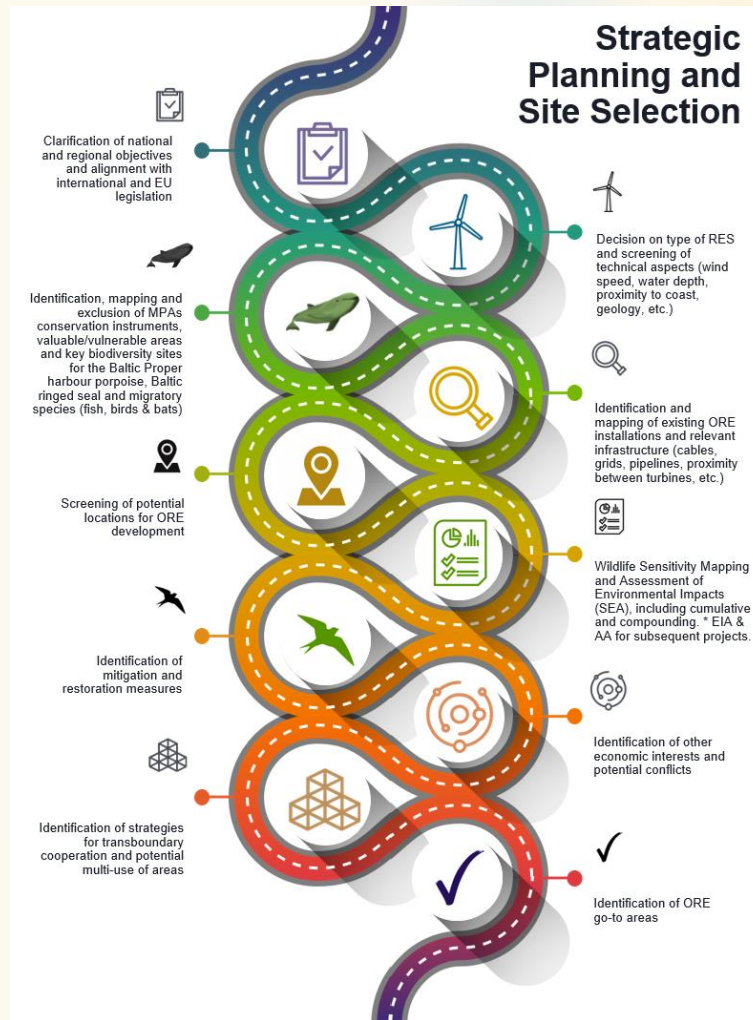 Strategic
Planning and
Site Selection
Clarification of national
and regional objectives
and alignment with
international and EU
legislation
Decision on type of RES
and screening of
technical aspects (wind
speed, water depth,
proximity to coast,
geology, etc.)
Identification, mapping and
exclusion of MPAs
conservation instruments,
valuable/vulnerable areas
and key biodiversity sites
for the Baltic Proper
harbour porpoise, Baltic
ringed seal and migratory
species (fish, birds & bats)
Identification and
mapping of existing ORE
installations and relevant
infrastructure (cables,
grids, pipelines, proximity
between turbines, etc.)
Screening of potential
locations for ORE
development
Wildlife Sensitivity Mapping
and Assessment of
Environmental Impacts
(SEA), including cumulative
and compounding. * EIA &
AA for subsequent projects.
Identification of
mitigation and
restoration measures
Identification of other
economic interests and
potential conflicts
Identification of strategies
for transboundary
cooperation and potential
multi-use of areas
Identification of ORE
go-to areas